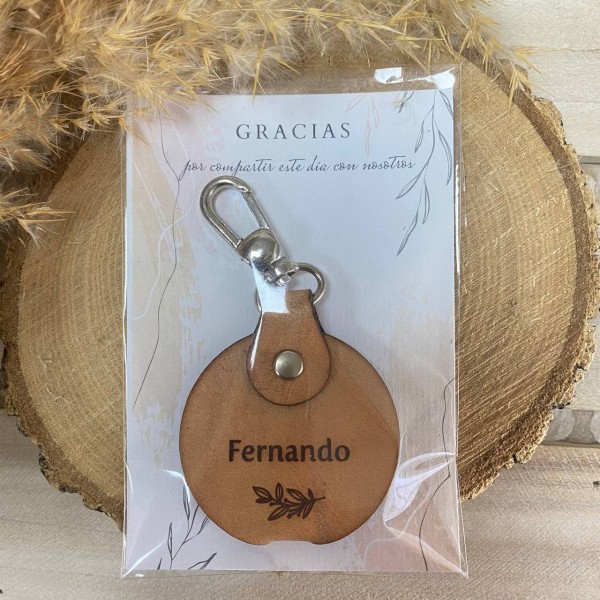 GRACIAS
por compartir este día con nosotros
Fernando